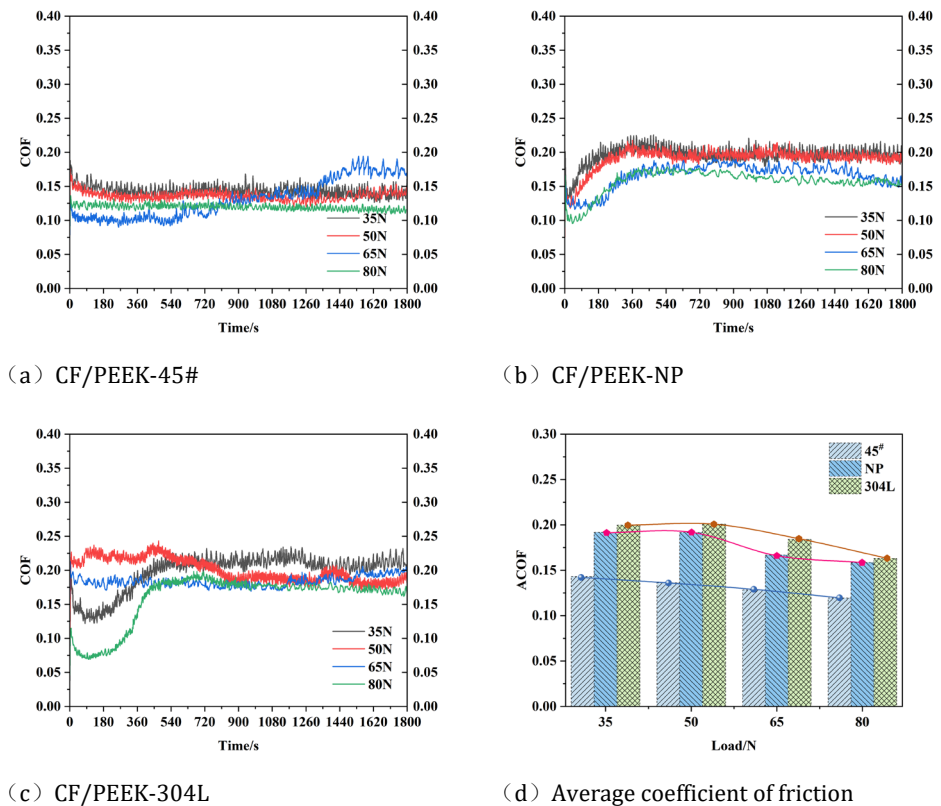 0.40 0.35 0.30 0.25 0.20 0.15 0.10 0.05 0.00
COF
0.40 0.35 0.30 0.25 0.20 0.15 0.10 0.05 0.00
35N
50N
65N
80N
0 180 360 540 720 900 1080 1260 1440 1620 1800
Time/s
(a) CF/PEEK-45#
0.40 0.35 0.30 0.25 0.20 0.15 0.10 0.05 0.00
COF
0.40 0.35 0.30 0.25 0.20 0.15 0.10 0.05 0.00
35N
50N
65N
80N
0 180 360 540 720 900 1080 1260 1440 1620 1800
Time/s
(b) CF/PEEK-NP
0.40 0.35 0.30 0.25 0.20 0.15 0.10 0.05 0.00
COF
0.40 0.35 0.30 0.25 0.20 0.15 0.10 0.05 0.00
35N
50N
65N
80N
0 180 360 540 720 900 1080 1260 1440 1620 1800
Time/s
(c) CF/PEEK-304L
0.30 0.25 0.20 0.15 0.10 0.05 0.00
ACOF
45#
NP
304L
35 50 65 80
Load/N
(d) Average coefficient of friction